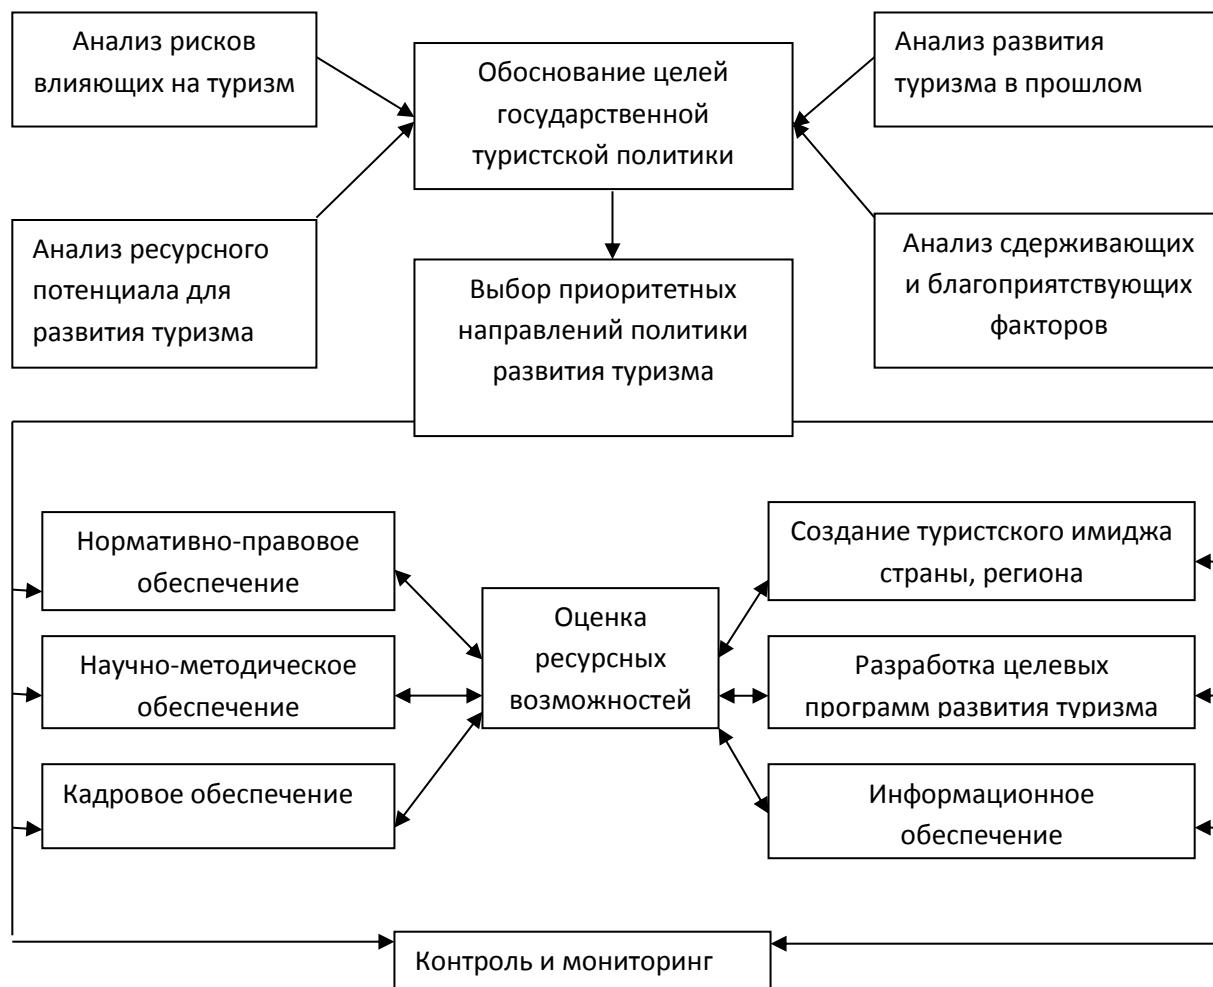 Анализ рисков
влияющих на туризм
Обоснование целей
государственной
туристской политики
Анализ развития
туризма в прошлом
Анализ ресурсного
потенциала для
развития туризма
Выбор приоритетных
направлений политики
развития туризма
Анализ сдерживающих
и благоприятствующих
факторов
Нормативно-правовое
обеспечение
Научно-методическое
обеспечение
Кадровое обеспечение
Оценка
ресурсных
возможностей
Создание туристского имиджа
страны, региона
Разработка целевых
программ развития туризма
Информационное
обеспечение
Контроль и мониторинг